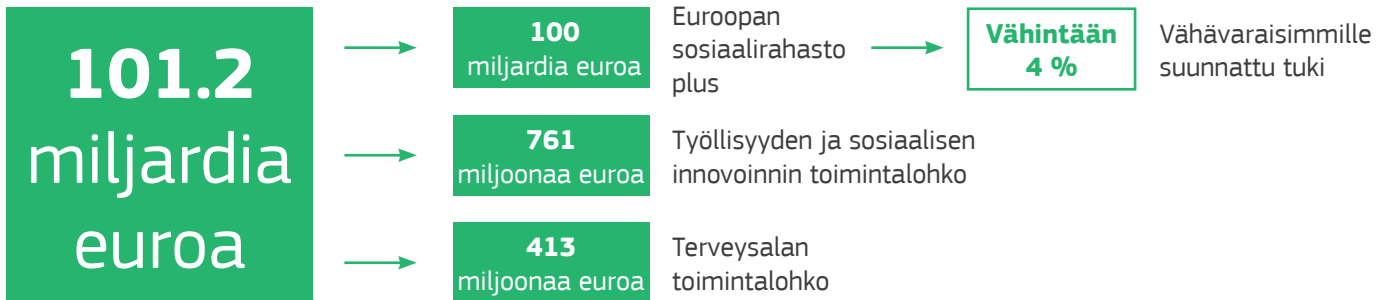 101.2
miljardia
euroa
100
miljardia euroa
Euroopan
sosiaalirahasto
plus
Vähintään
4 %
Vähävaraisimmille
suunnattu tuki
761
miljoonaa euroa
Työllisyyden ja sosiaalisen
innovoinnin toimintalohko
413
miljoonaa euroa
Terveysalan
toimintalohko